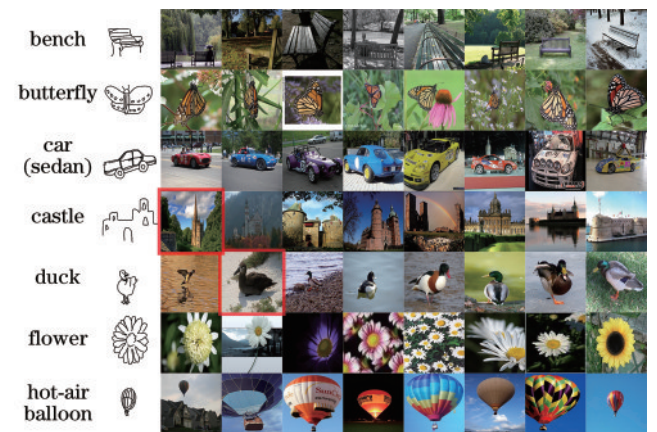 bench
butterfly
car
(sedan)
castle
duck
flower
hot-air
balloon